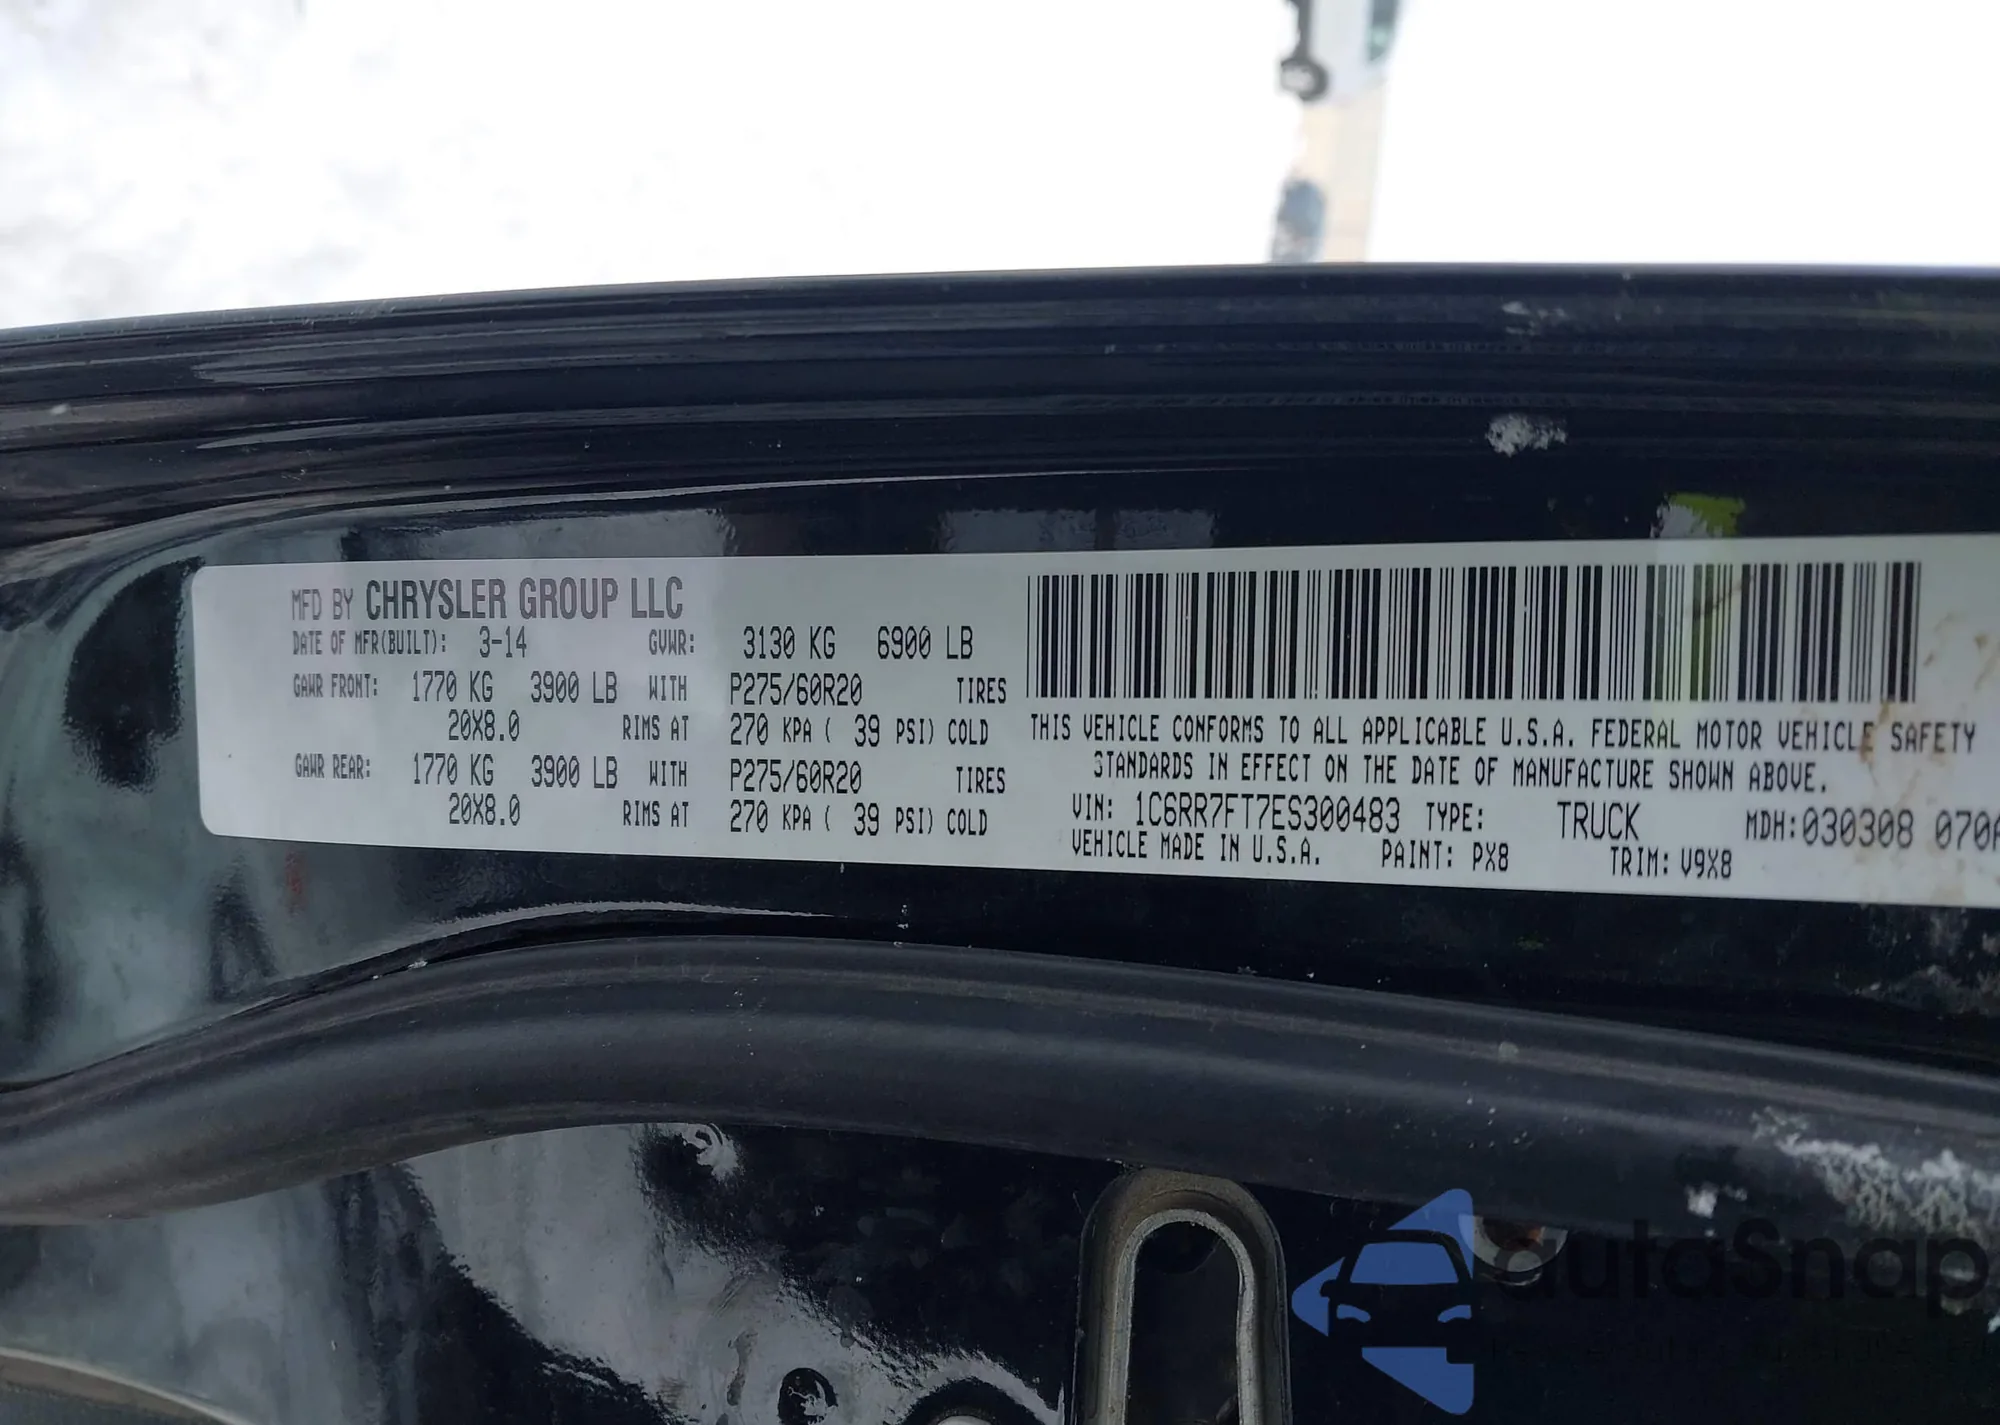 MFD BY CHRYSLER GROUP LLC
DATE OF MFR(BUILT): 3-14 GVWR: 3130 KG 6900 LB
GAWR FRONT: 1770 KG 3900 LB WITH P275/60R20 TIRES
20X8.0 RIMS AT 270 KPA ( 39 PSI) COLD
GAWR REAR: 1770 KG 3900 LB WITH P275/60R20 TIRES
20X8.0 RIMS AT 270 KPA ( 39 PSI) COLD
THIS VEHICLE CONFORMS TO ALL APPLICABLE U.S.A. FEDERAL MOTOR VEHICLE SAFETY
STANDARDS IN EFFECT ON THE DATE OF MANUFACTURE SHOWN ABOVE.
VIN: 1C6RR7FT7ES300483 TYPE: TRUCK MDH:030308 070A
VEHICLE MADE IN U.S.A. PAINT: PX8 TRIM: V9X8
autoSnap